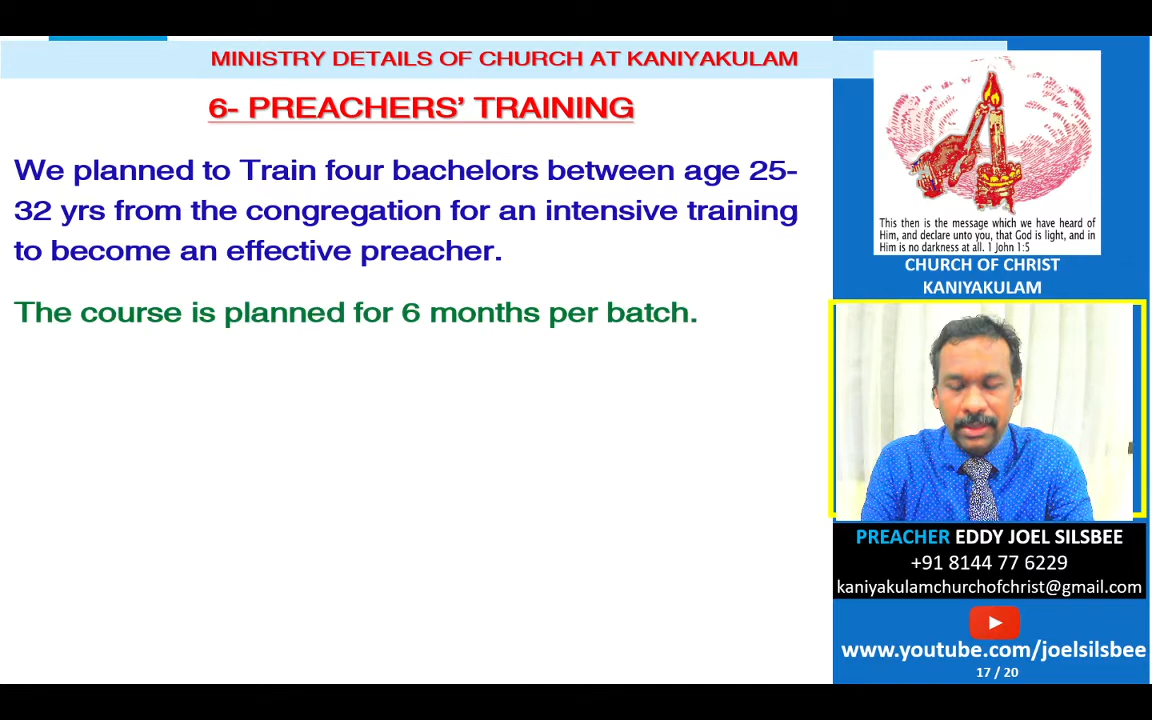 MINISTRY DETAILS OF CHURCH AT KANIYAKULAM
6- PREACHERS’ TRAINING
We planned to Train four bachelors between age 25-
32 yrs from the congregation for an intensive training
to become an effective preacher.
The course is planned for 6 months per batch.
This then is the message which we have heard of
Him, and declare unto you, that God is light, and in
Him is no darkness at all. 1 John 1:5
CHURCH OF CHRIST
KANIYAKULAM
PREACHER EDDY JOEL SILSBEE
+91 8144 77 6229
kaniyakulamchurchofchrist@gmail.com
www.youtube.com/joelsilsbee
17 / 20